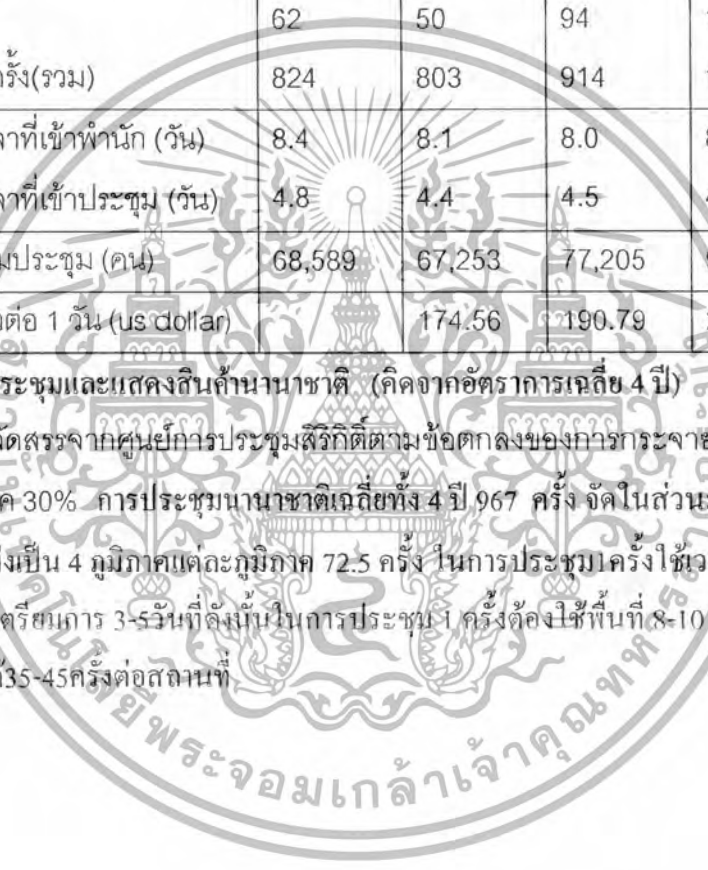 62 50 94
รั้ง(รวม) 824 803 914
าที่เข้าพำนัก (วัน) 8.4 8.1 8.0
าที่เข้าประชุม (วัน) 4.8 4.4 4.5
มประชุม (คน) 68,589 67,253 77,205
าต่อ 1 วัน (us dollar) 174.56 190.79
ระชุมและแสดงสินค้านานาชาติ (คิดจากอัตราการเฉลี่ย 4 ปี)
ัดสรรจากศูนย์การประชุมสิริกิติ์ตามข้อตกลงของการกระจาย
ค 30% การประชุมนานาชาติเฉลี่ยทั้ง 4 ปี 967 ครั้ง จัดในส่วน
ป่งเป็น 4 ภูมิภาคแต่ละภูมิภาค 72.5 ครั้ง ในการประชุม1ครั้งใช้เว
เตรียมการ 3-5วันที่ดังนั้นในการประชุม 1 ครั้งต้องใช้พื้นที่ 8-10
้35-45ครั้งต่อสถานที่
พระจอมเกล้าเจ้าคุณทหาร